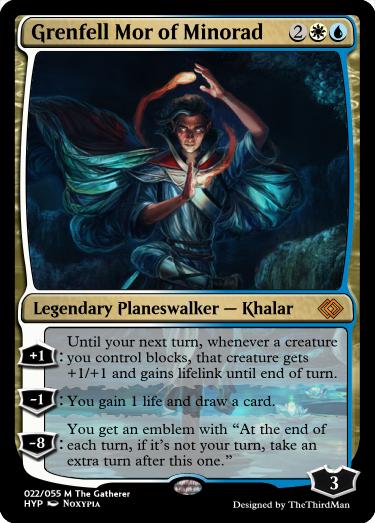 Grenfell Mor of Minorad 2
Legendary Planeswalker — Khalar
+1: Until your next turn, whenever a creature
you control blocks, that creature gets
+1/+1 and gains lifelink until end of turn.
-1: You gain 1 life and draw a card.
-8: You get an emblem with “At the end of
each turn, if it’s not your turn, take an
extra turn after this one.”
3
022/055 M The Gatherer
HYP Noxypia
Designed by TheThirdMan